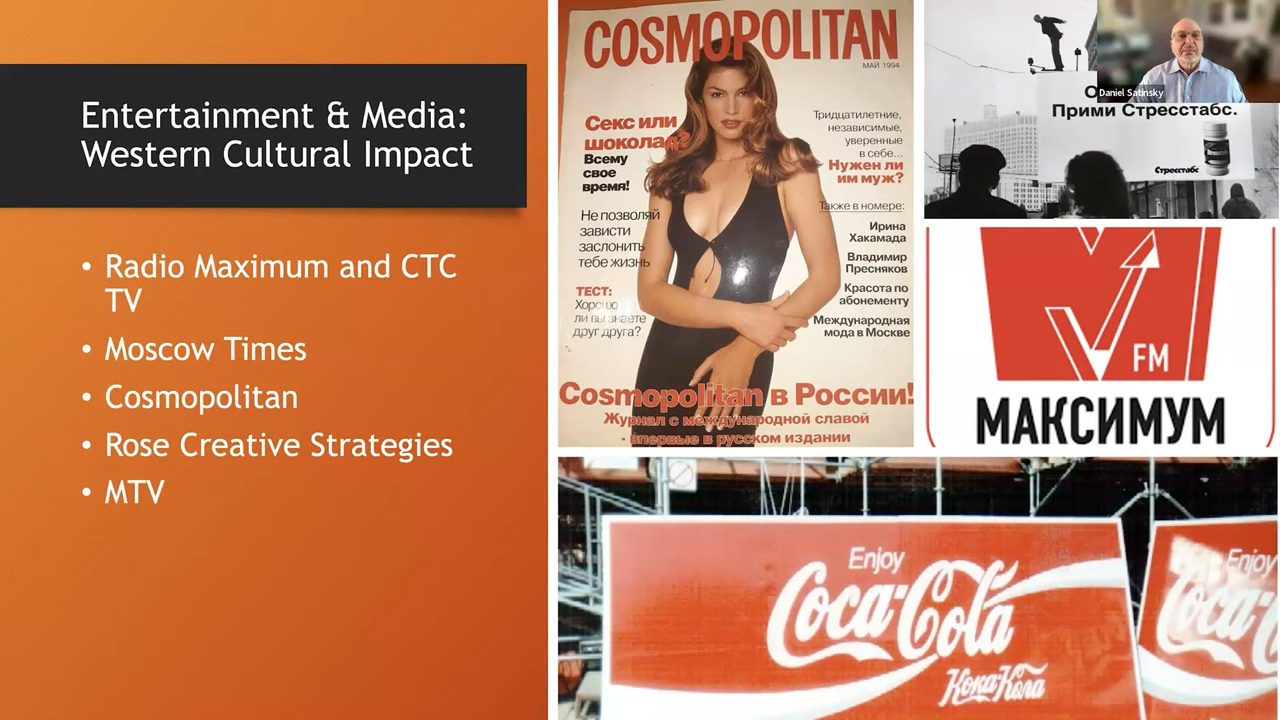 Entertainment & Media:
Western Cultural Impact
• Radio Maximum and CTC
TV
• Moscow Times
• Cosmopolitan
• Rose Creative Strategies
• MTV
COSMOPOLITAN
МАЙ 1994
Секс или
шоколад?
Всему
свое
время!
Не позволяй
зависти
заслонить
тебе жизнь
ТЕСТ:
Хорошо
ли вы знаете
друг друга?
Тридцатилетние,
независимые,
уверенные
в себе...
Нужен ли
им муж?
Также в номере:
Ирина
Хакамада
Владимир
Пресняков
Красота по
абонементу
Международная
мода в Москве
Cosmopolitan в России!
Журнал с международной славой
- впервые в русском издании
Daniel Satinsky
Прими Стресстабс.
Стресстабс
FM
МАКСИМУМ
Enjoy
Coca-Cola
Кока-Кола
Enjoy
Coca-C